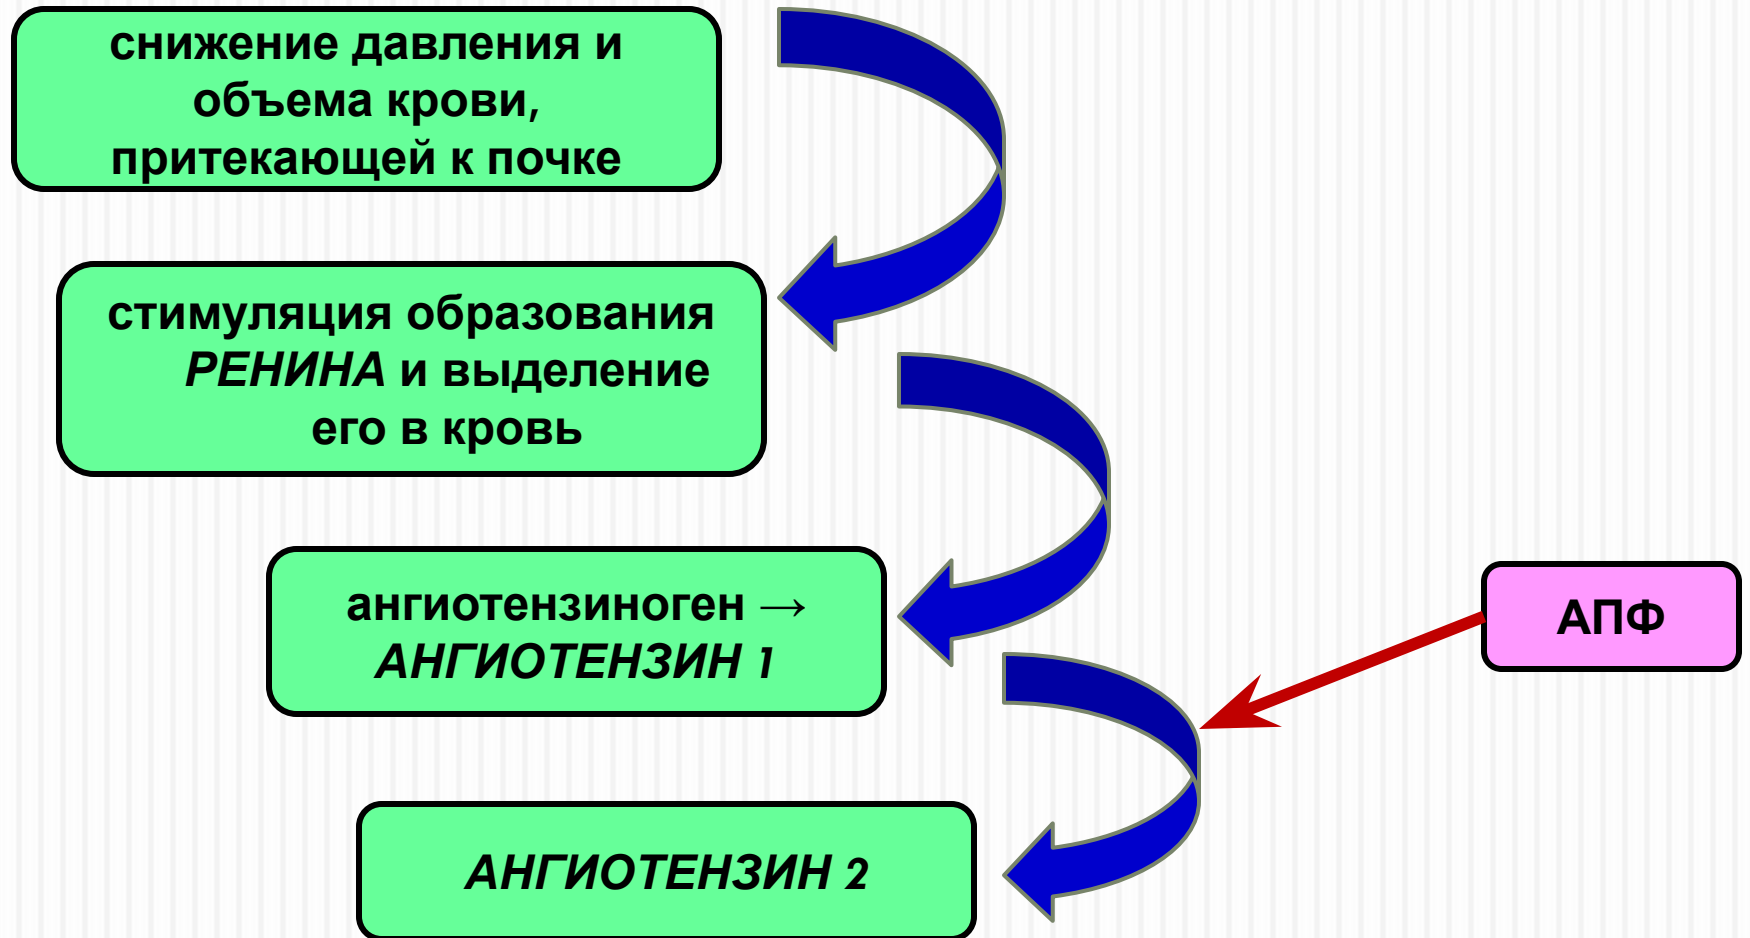 снижение давления и
объема крови,
притекающей к почке
стимуляция образования
РЕНИНА и выделение
его в кровь
ангиотензиноген →
АНГИОТЕНЗИН 1
АПФ
АНГИОТЕНЗИН 2